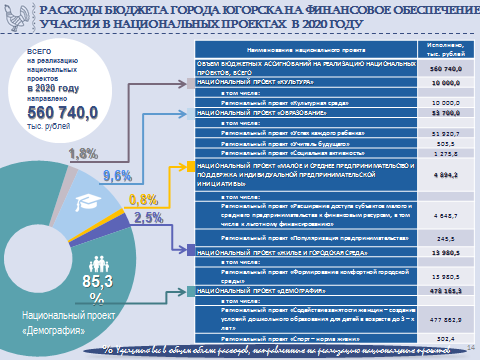 РАСХОДЫ БЮДЖЕТА ГОРОДА ЮГОРСКА НА ФИНАНСОВОЕ ОБЕСПЕЧЕНИЕ
УЧАСТИЯ В НАЦИОНАЛЬНЫХ ПРОЕКТАХ В 2020 ГОДУ
ВСЕГО
на реализацию
национальных
проектов
в 2020 году
направлено
560 740,0
тыс. рублей
1,8%
9,6%
0,8%
2,5%
85,3
%
Национальный проект
«Демография»
Наименование национального проекта
Исполнено,
тыс. рублей
ОБЪЕМ БЮДЖЕТНЫХ АССИГНОВАНИЙ НА РЕАЛИЗАЦИЮ НАЦИОНАЛЬНЫХ
ПРОЕКТОВ, ВСЕГО
560 740,0
НАЦИОНАЛЬНЫЙ ПРОЕКТ «КУЛЬТУРА»
10 000,0
в том числе:
Региональный проект «Культурная среда»
10 000,0
НАЦИОНАЛЬНЫЙ ПРОЕКТ «ОБРАЗОВАНИЕ»
53 700,0
в том числе:
Региональный проект «Успех каждого ребенка»
51 920,7
Региональный проект «Учитель будущего»
503,5
Региональный проект «Социальная активность»
1 275,8
НАЦИОНАЛЬНЫЙ ПРОЕКТ «МАЛОЕ И СРЕДНЕЕ ПРЕДПРИНИМАТЕЛЬСТВО И
ПОДДЕРЖКА ИНДИВИДУАЛЬНОЙ ПРЕДПРИНИМАТЕЛЬСКОЙ
ИНИЦИАТИВЫ»
4 894,2
в том числе:
Региональный проект «Расширение доступа субъектов малого и
среднего предпринимательства к финансовым ресурсам, в том
числе к льготному финансированию»
4 648,7
Региональный проект «Популяризация предпринимательства»
245,5
НАЦИОНАЛЬНЫЙ ПРОЕКТ «ЖИЛЬЕ И ГОРОДСКАЯ СРЕДА»
13 980,5
в том числе:
Региональный проект «Формирование комфортной городской
среды»
13 980,5
НАЦИОНАЛЬНЫЙ ПРОЕКТ «ДЕМОГРАФИЯ»
478 165,3
в том числе:
Региональный проект «Содействие занятости женщин – создание
условий дошкольного образования для детей в возрасте до 3-х
лет»
477 862,9
Региональный проект «Спорт – норма жизни»
302,4
% Удельный вес в общем объеме расходов, направленных на реализацию национальных проектов
14